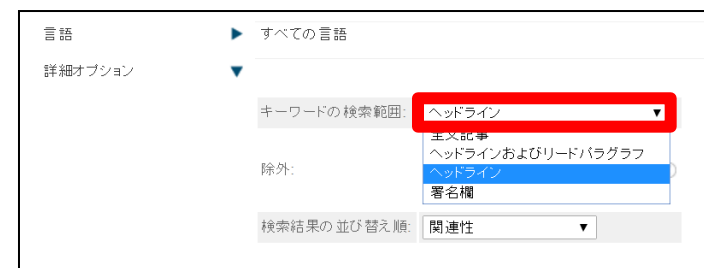 言語 ▶ すべての言語
詳細オプション ▼
キーワードの検索範囲: ヘッドライン ▼
全文記事
ヘッドラインおよびリードパラグラフ
除外: ヘッドライン
署名欄
検索結果の並び替え順: 関連性 ▼